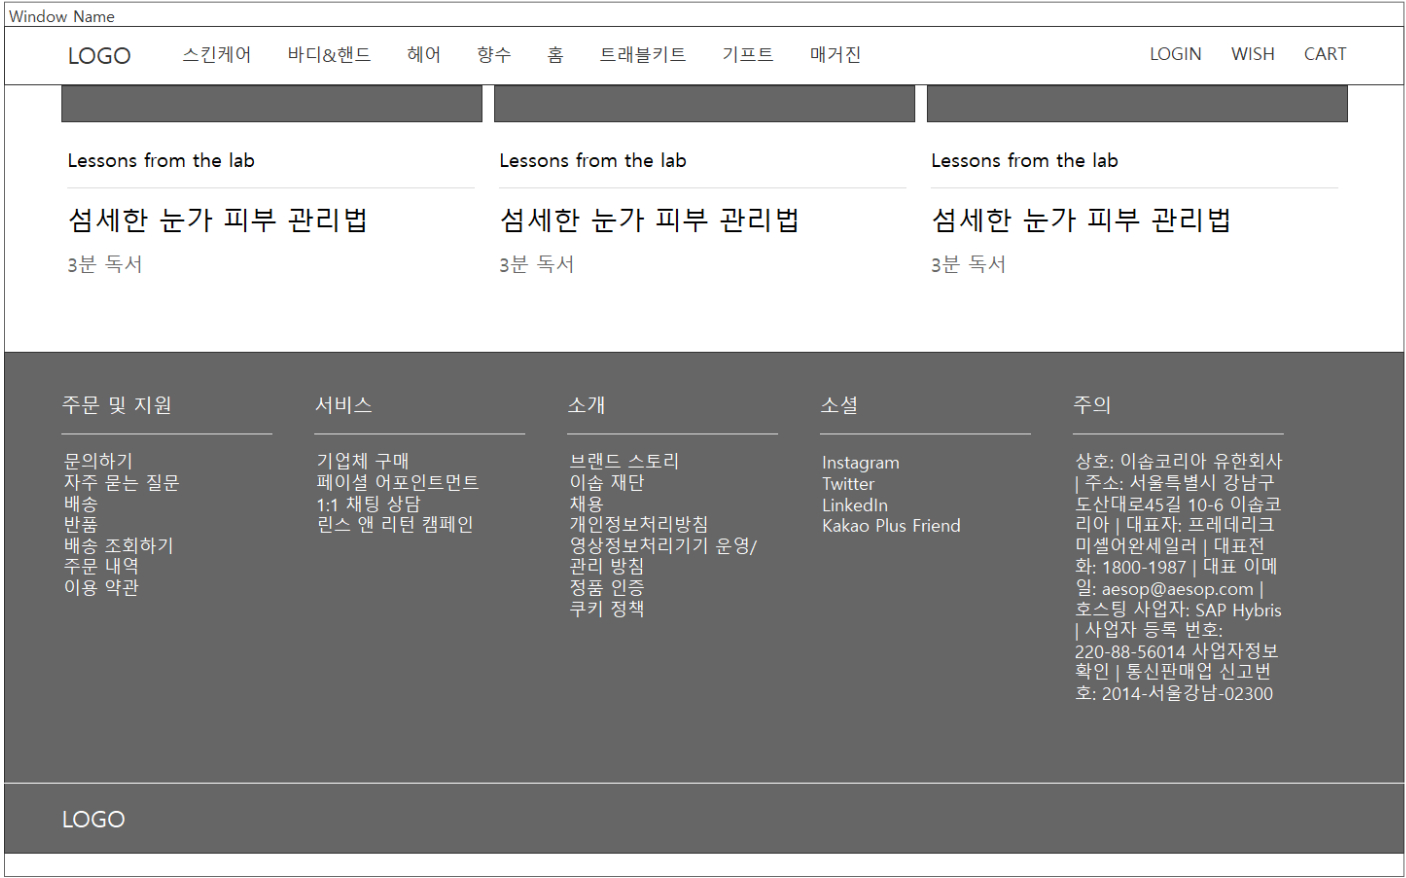 Window Name
LOGO 스킨케어 바디&핸드 헤어 향수 홈 트래블키트 기프트 매거진 LOGIN WISH CART
Lessons from the lab
섬세한 눈가 피부 관리법
3분 독서
Lessons from the lab
섬세한 눈가 피부 관리법
3분 독서
Lessons from the lab
섬세한 눈가 피부 관리법
3분 독서
주문 및 지원
문의하기
자주 묻는 질문
배송
반품
배송 조회하기
주문 내역
이용 약관
서비스
기업체 구매
페이셜 어포인트먼트
1:1 채팅 상담
린스 앤 리턴 캠페인
소개
브랜드 스토리
이솝 재단
채용
개인정보처리방침
영상정보처리기기 운영/
관리 방침
정품 인증
쿠키 정책
소셜
Instagram
Twitter
LinkedIn
Kakao Plus Friend
주의
상호: 이솝코리아 유한회사
| 주소: 서울특별시 강남구
도산대로45길 10-6 이솝코
리아 | 대표자: 프레데리크
미셸어완세일러 | 대표전
화: 1800-1987 | 대표 이메
일: aesop@aesop.com |
호스팅 사업자: SAP Hybris
| 사업자 등록 번호:
220-88-56014 사업자정보
확인 | 통신판매업 신고번
호: 2014-서울강남-02300
LOGO